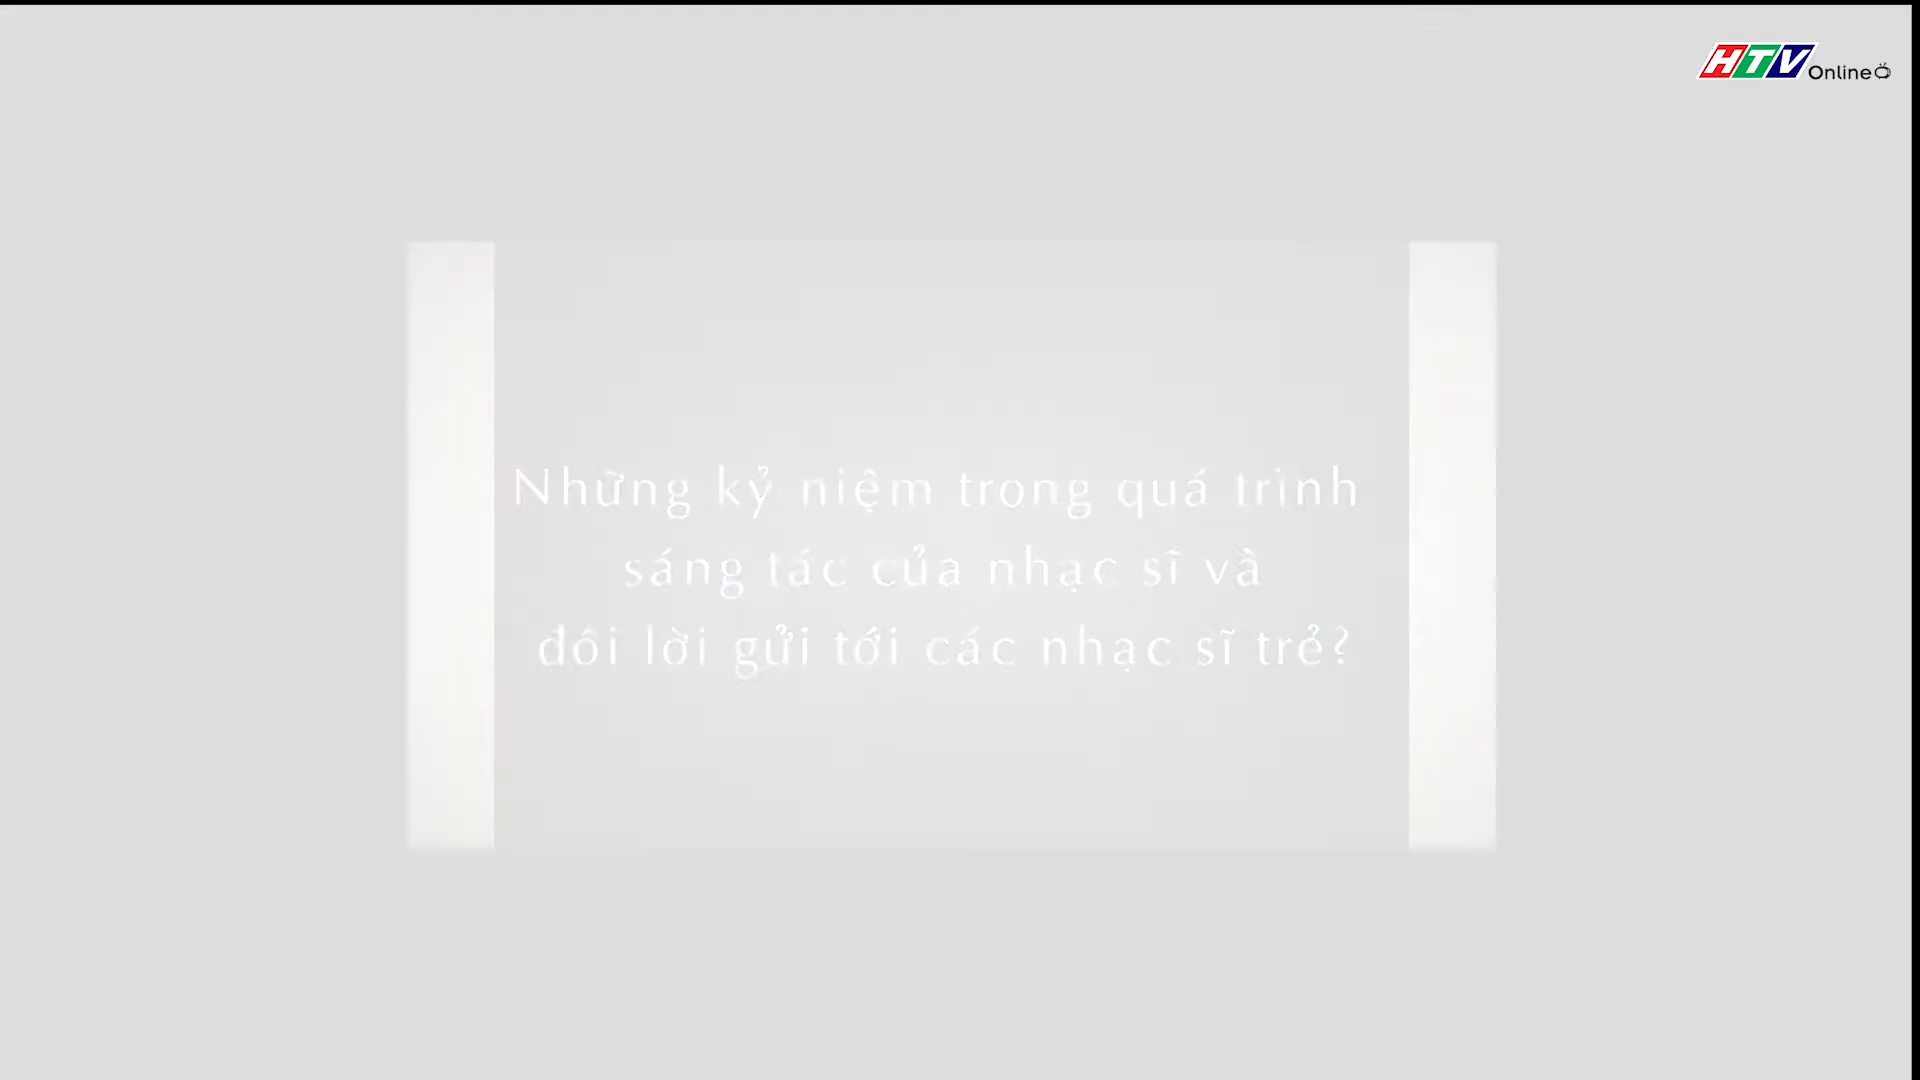 HTV Online
Những kỷ niệm trong quá trình
sáng tác của nhạc sĩ và
đôi lời gửi tới các nhạc sĩ trẻ?